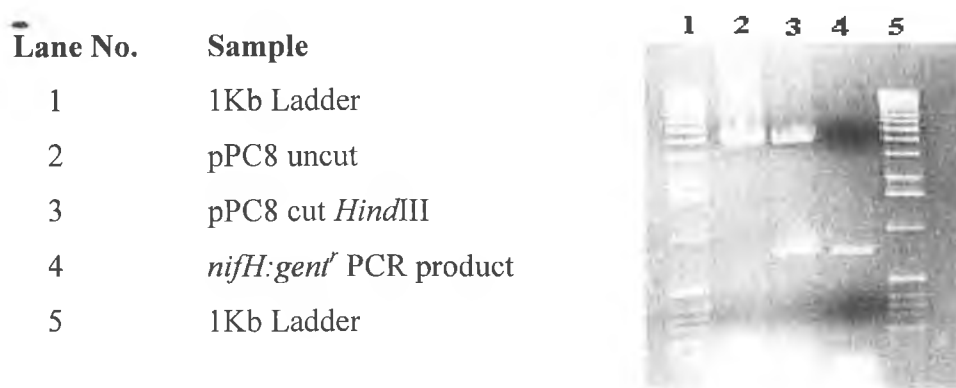 Lane No. Sample
1 1Kb Ladder
2 pPC8 uncut
3 pPC8 cut HindIII
4 nifH:gentʳ PCR product
5 1Kb Ladder
1 2 3 4 5